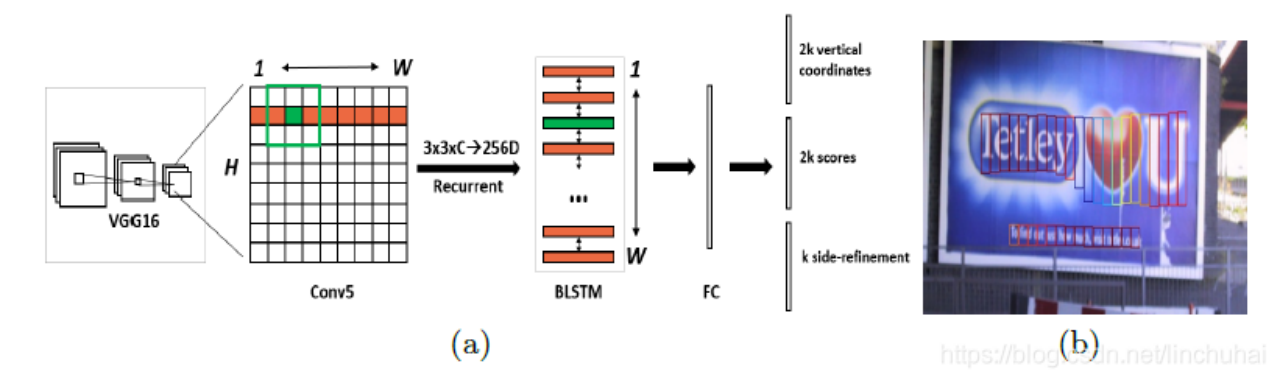 1 W
H
VGG16
Conv5
3x3xC→256D
Recurrent
1
...
W
BLSTM
FC
2k vertical
coordinates
2k scores
k side-refinement
(a)
Tetley U
(b)
https://blog.csdn.net/linchuhai